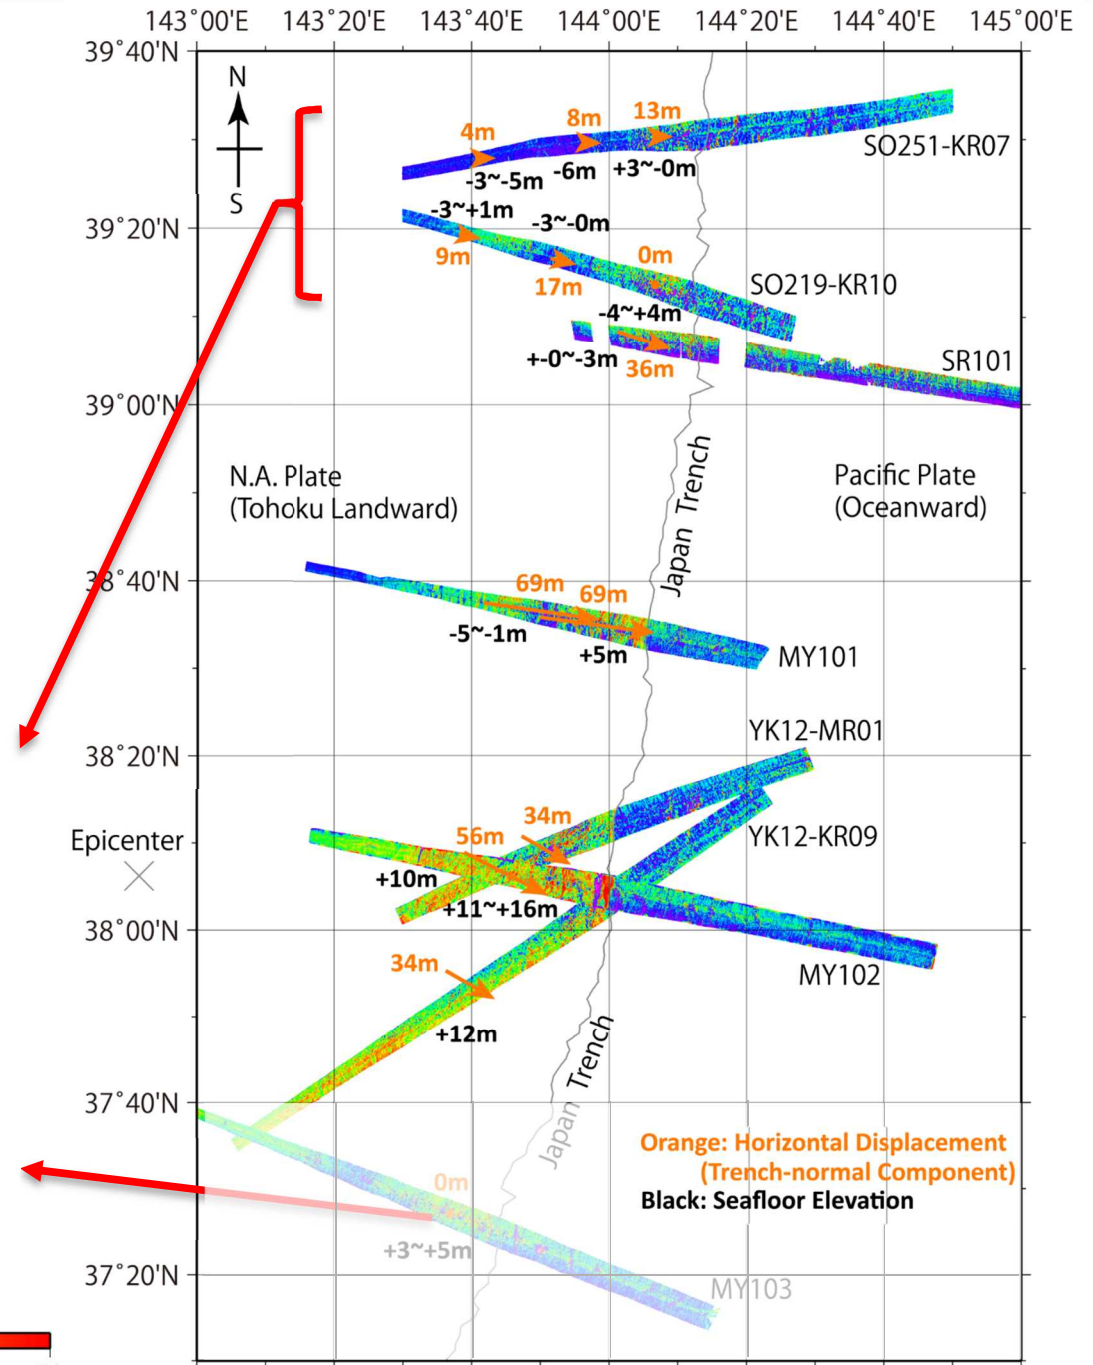 143˚00'E
143˚20'E
143˚40'E
144˚00'E
144˚20'E
144˚40'E
145˚00'E
39˚40'N
N
S
4m
8m
13m
SO251-KR07
-3~-5m
-6m
+3~-0m
39˚20'N
-3~+1m
-3~-0m
9m
17m
0m
SO219-KR10
-4~+4m
+-0~-3m
36m
SR101
39˚00'N
N.A. Plate
(Tohoku Landward)
Pacific Plate
(Oceanward)
Japan Trench
38˚40'N
69m
69m
-5~-1m
+5m
MY101
38˚20'N
YK12-MR01
YK12-KR09
Epicenter
34m
56m
+10m
+11~+16m
38˚00'N
MY102
34m
+12m
Japan Trench
37˚40'N
Japan Trench
Orange: Horizontal Displacement
(Trench-normal Component)
Black: Seafloor Elevation
0m
+3~+5m
37˚20'N
MY103